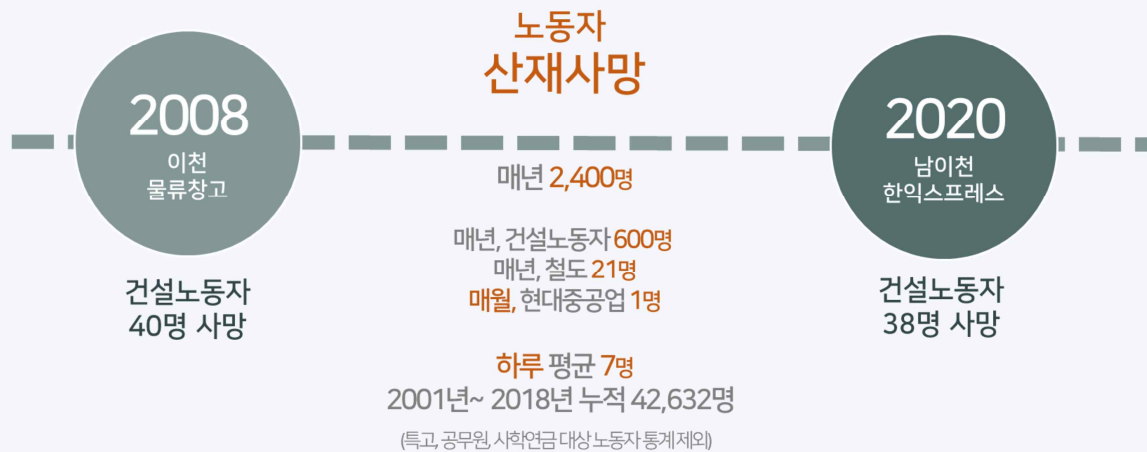 노동자
산재사망
2008
이천
물류창고
건설노동자
40명 사망
매년 2,400명
매년, 건설노동자 600명
매년, 철도 21명
매월, 현대중공업 1명
하루 평균 7명
2001년~ 2018년 누적 42,632명
(특고, 공무원, 사학연금 대상 노동자 통계 제외)
2020
남이천
한익스프레스
건설노동자
38명 사망